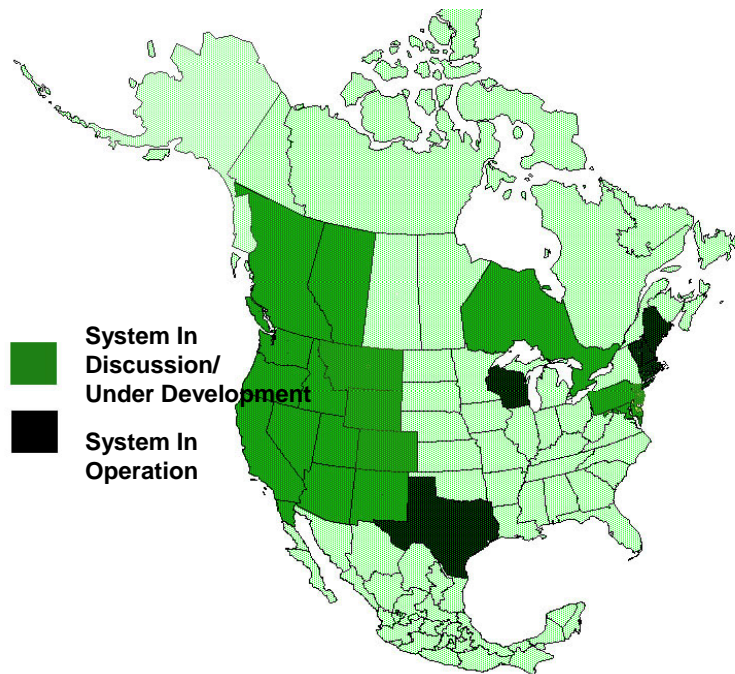 System In
Discussion/
Under Development
System In
Operation